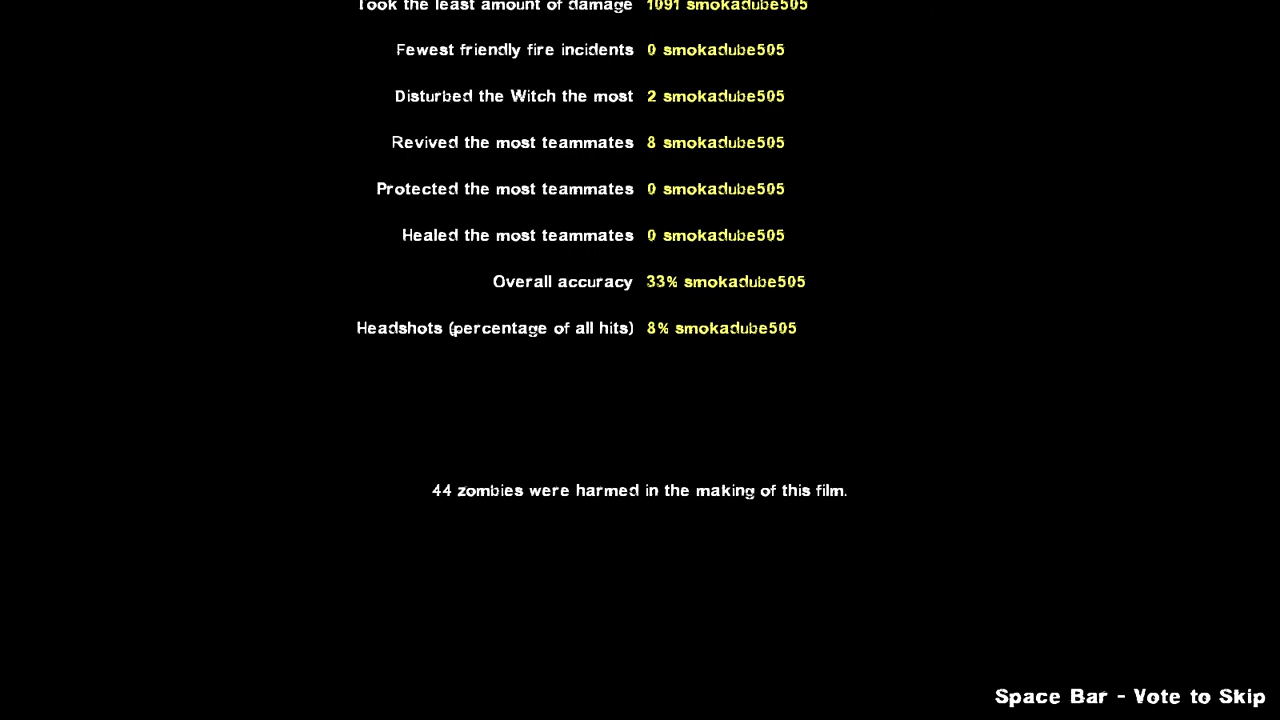 Took the least amount of damage 1091 smokadube505
Fewest friendly fire incidents 0 smokadube505
Disturbed the Witch the most 2 smokadube505
Revived the most teammates 8 smokadube505
Protected the most teammates 0 smokadube505
Healed the most teammates 0 smokadube505
Overall accuracy 33% smokadube505
Headshots (percentage of all hits) 8% smokadube505
44 zombies were harmed in the making of this film.
Space Bar - Vote to Skip